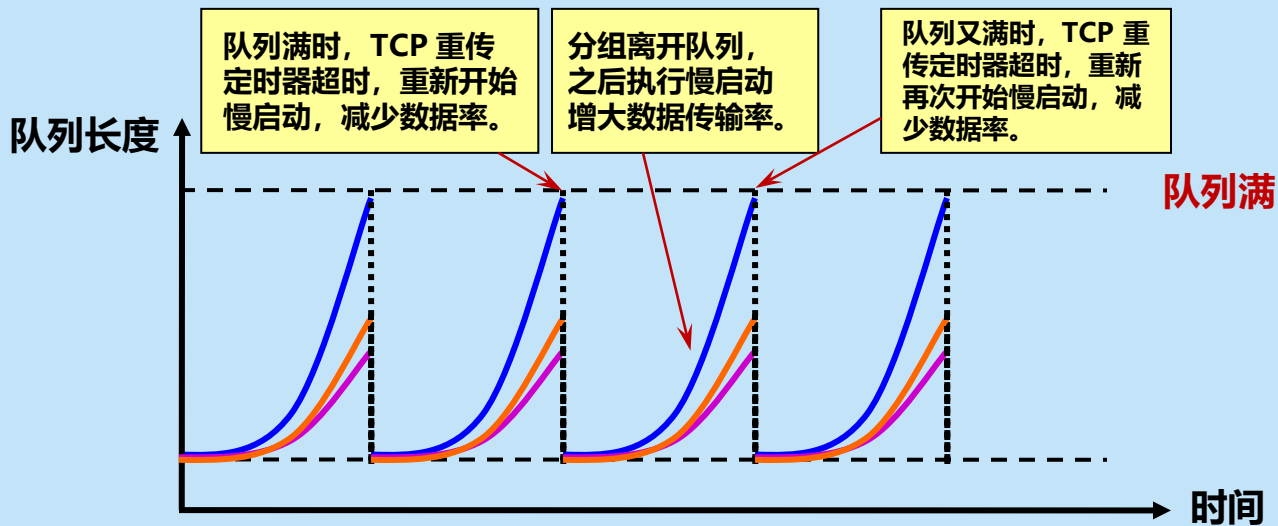 队列满时，TCP 重传
定时器超时，重新开始
慢启动，减少数据率。
分组离开队列，
之后执行慢启动
增大数据传输率。
队列又满时，TCP 重
传定时器超时，重新
再次开始慢启动，减
少数据率。
队列长度
队列满
时间